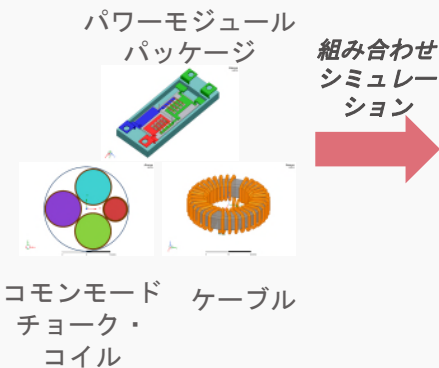 パワーモジュール
パッケージ
組み合わせ
シミュレー
ション
コモンモード
チョーク・
コイル
ケーブル